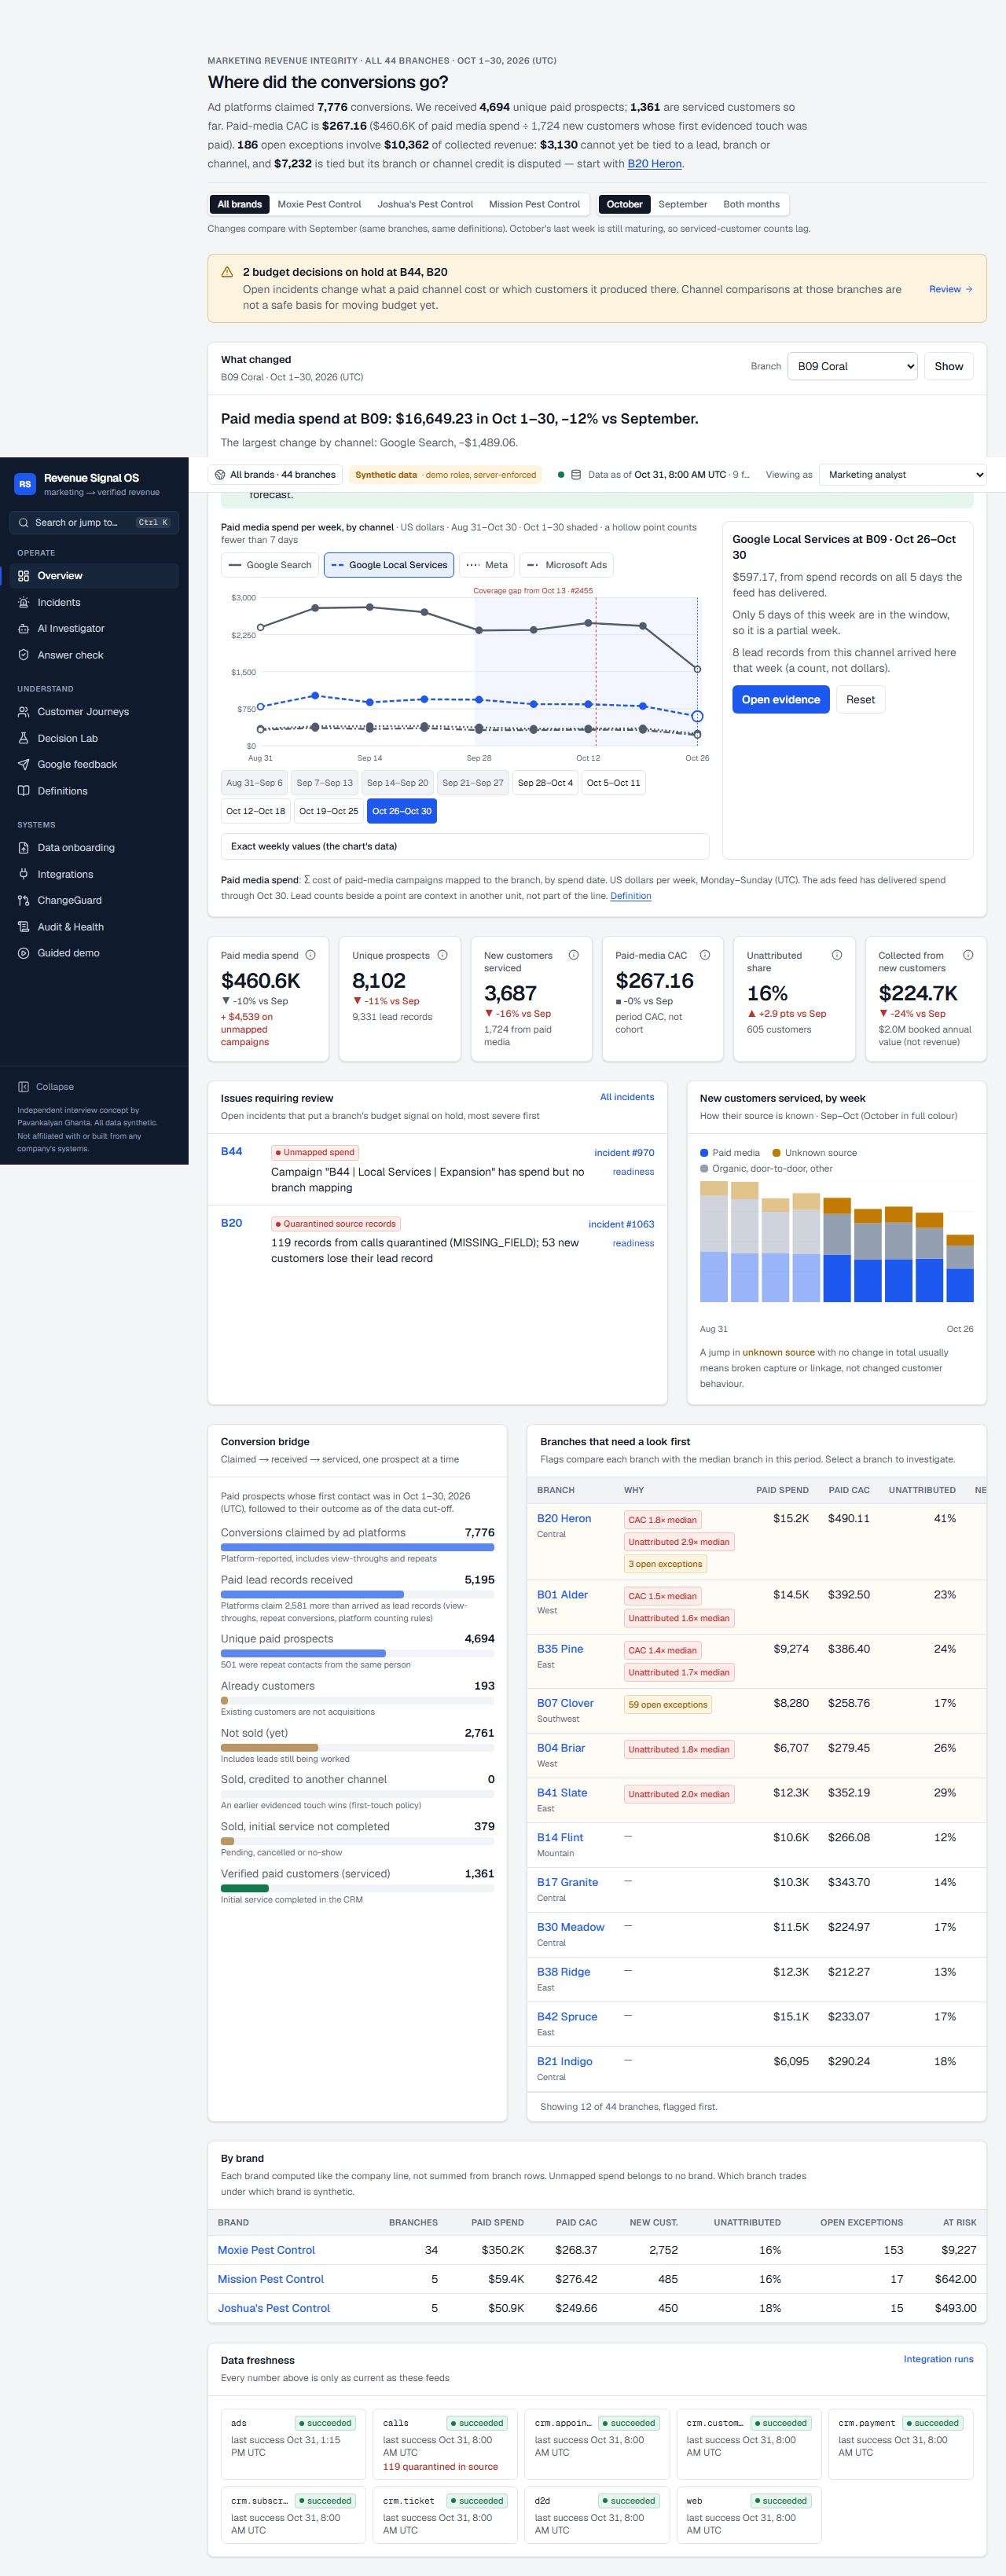 MARKETING REVENUE INTEGRITY · ALL 44 BRANCHES · OCT 1–30, 2026 (UTC)
Where did the conversions go?
Ad platforms claimed 7,776 conversions. We received 4,694 unique paid prospects; 1,361 are serviced customers so
far. Paid-media CAC is $267.16 ($460.6K of paid media spend ÷ 1,724 new customers whose first evidenced touch was
paid). 186 open exceptions involve $10,362 of collected revenue: $3,130 cannot yet be tied to a lead, branch or
channel, and $7,232 is tied but its branch or channel credit is disputed — start with B20 Heron.
All brands
Moxie Pest Control
Joshua's Pest Control
Mission Pest Control
October
September
Both months
Changes compare with September (same branches, same definitions). October's last week is still maturing, so serviced-customer counts lag.
2 budget decisions on hold at B44, B20
Open incidents change what a paid channel cost or which customers it produced there. Channel comparisons at those branches are
not a safe basis for moving budget yet.
Review →
What changed
B09 Coral · Oct 1–30, 2026 (UTC)
Branch
B09 Coral
Show
Paid media spend at B09: $16,649.23 in Oct 1–30, −12% vs September.
The largest change by channel: Google Search, −$1,489.06.
RS
Revenue Signal OS
marketing → verified revenue
Search or jump to...
Ctrl K
OPERATE
Overview
Incidents
AI Investigator
Answer check
UNDERSTAND
Customer Journeys
Decision Lab
Google feedback
Definitions
SYSTEMS
Data onboarding
Integrations
ChangeGuard
Audit & Health
Guided demo
Collapse
Independent interview concept by
Pavankalyan Ghanta. All data synthetic.
Not affiliated with or built from any
company's systems.
All brands · 44 branches
Synthetic data · demo roles, server-enforced
Data as of Oct 31, 8:00 AM UTC · 9 f...
Viewing as
Marketing analyst
forecast.
Paid media spend per week, by channel · US dollars · Aug 31–Oct 30 · Oct 1–30 shaded · a hollow point counts
fewer than 7 days
Google Search
Google Local Services
Meta
Microsoft Ads
Coverage gap from Oct 13 · #2455
$3,000
$2,250
$1,500
$750
$0
Aug 31
Sep 14
Sep 28
Oct 12
Oct 26
Aug 31–Sep 6
Sep 7–Sep 13
Sep 14–Sep 20
Sep 21–Sep 27
Sep 28–Oct 4
Oct 5–Oct 11
Oct 12–Oct 18
Oct 19–Oct 25
Oct 26–Oct 30
Exact weekly values (the chart's data)
Google Local Services at B09 · Oct 26–Oct
30
$597.17, from spend records on all 5 days the
feed has delivered.
Only 5 days of this week are in the window,
so it is a partial week.
8 lead records from this channel arrived here
that week (a count, not dollars).
Open evidence
Reset
Paid media spend: Σ cost of paid-media campaigns mapped to the branch, by spend date. US dollars per week, Monday–Sunday (UTC). The ads feed has delivered spend
through Oct 30. Lead counts beside a point are context in another unit, not part of the line. Definition
Paid media spend
$460.6K
▼ -10% vs Sep
+ $4,539 on
unmapped
campaigns
Unique prospects
8,102
▼ -11% vs Sep
9,331 lead records
New customers
serviced
3,687
▼ -16% vs Sep
1,724 from paid
media
Paid-media CAC
$267.16
■ -0% vs Sep
period CAC, not
cohort
Unattributed
share
16%
▲ +2.9 pts vs Sep
605 customers
Collected from
new customers
$224.7K
▼ -24% vs Sep
$2.0M booked annual
value (not revenue)
Issues requiring review
Open incidents that put a branch's budget signal on hold, most severe first
All incidents
B44
Unmapped spend
Campaign "B44 | Local Services | Expansion" has spend but no
branch mapping
incident #970
readiness
B20
Quarantined source records
119 records from calls quarantined (MISSING_FIELD); 53 new
customers lose their lead record
incident #1063
readiness
New customers serviced, by week
How their source is known · Sep–Oct (October in full colour)
Paid media
Unknown source
Organic, door-to-door, other
Aug 31
Oct 26
A jump in unknown source with no change in total usually
means broken capture or linkage, not changed customer
behaviour.
Conversion bridge
Claimed → received → serviced, one prospect at a time
Paid prospects whose first contact was in Oct 1–30, 2026
(UTC), followed to their outcome as of the data cut-off.
Conversions claimed by ad platforms 7,776
Platform-reported, includes view-throughs and repeats
Paid lead records received 5,195
Platforms claim 2,581 more than arrived as lead records (view-
throughs, repeat conversions, platform counting rules)
Unique paid prospects 4,694
501 were repeat contacts from the same person
Already customers 193
Existing customers are not acquisitions
Not sold (yet) 2,761
Includes leads still being worked
Sold, credited to another channel 0
An earlier evidenced touch wins (first-touch policy)
Sold, initial service not completed 379
Pending, cancelled or no-show
Verified paid customers (serviced) 1,361
Initial service completed in the CRM
Branches that need a look first
Flags compare each branch with the median branch in this period. Select a branch to investigate.
BRANCH WHY PAID SPEND PAID CAC UNATTRIBUTED NE
B20 Heron CAC 1.8× median $15.2K $490.11 41%
Central
Unattributed 2.9× median
3 open exceptions
B01 Alder CAC 1.5× median $14.5K $392.50 23%
West
Unattributed 1.6× median
B35 Pine CAC 1.4× median $9,274 $386.40 24%
East
Unattributed 1.7× median
B07 Clover 59 open exceptions $8,280 $258.76 17%
Southwest
B04 Briar Unattributed 1.8× median $6,707 $279.45 26%
West
B41 Slate Unattributed 2.0× median $12.3K $352.19 29%
East
B14 Flint — $10.6K $266.08 12%
Mountain
B17 Granite — $10.3K $343.70 14%
Central
B30 Meadow — $11.5K $224.97 17%
Central
B38 Ridge — $12.3K $212.27 13%
East
B42 Spruce — $15.1K $233.07 17%
East
B21 Indigo — $6,095 $290.24 18%
Central
Showing 12 of 44 branches, flagged first.
By brand
Each brand computed like the company line, not summed from branch rows. Unmapped spend belongs to no brand. Which branch trades
under which brand is synthetic.
BRAND BRANCHES PAID SPEND PAID CAC NEW CUST. UNATTRIBUTED OPEN EXCEPTIONS AT RISK
Moxie Pest Control 34 $350.2K $268.37 2,752 16% 153 $9,227
Mission Pest Control 5 $59.4K $276.42 485 16% 17 $642.00
Joshua's Pest Control 5 $50.9K $249.66 450 18% 15 $493.00
Data freshness
Every number above is only as current as these feeds
Integration runs
ads succeeded
last success Oct 31, 1:15
PM UTC
calls succeeded
last success Oct 31, 8:00
AM UTC
119 quarantined in source
crm.appoin… succeeded
last success Oct 31, 8:00
AM UTC
crm.custom… succeeded
last success Oct 31, 8:00
AM UTC
crm.payment succeeded
last success Oct 31, 8:00
AM UTC
crm.subscr… succeeded
last success Oct 31, 8:00
AM UTC
crm.ticket succeeded
last success Oct 31, 8:00
AM UTC
d2d succeeded
last success Oct 31, 8:00
AM UTC
web succeeded
last success Oct 31, 8:00
AM UTC